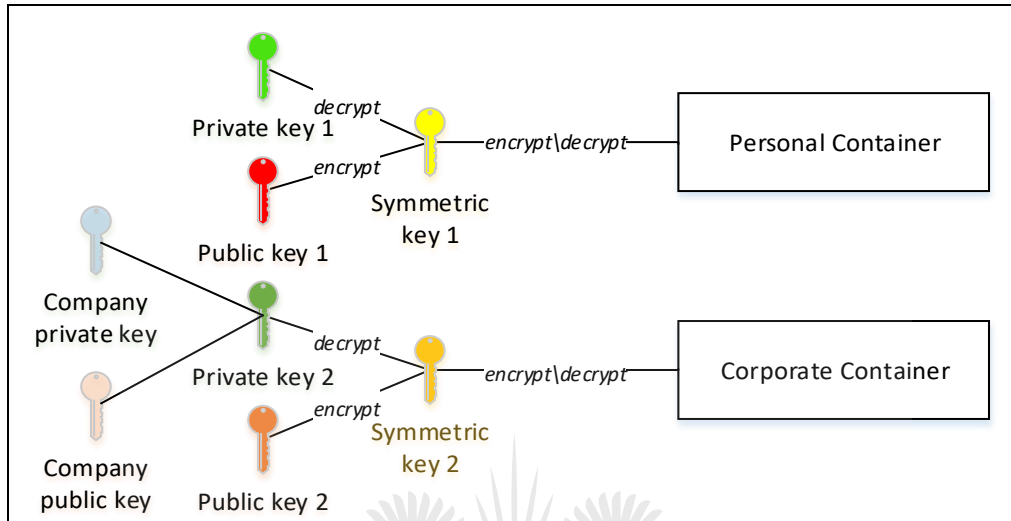 decrypt
Private key 1
encrypt\decrypt
Personal Container
encrypt
Symmetric
key 1
Public key 1
Company
private key
decrypt
Private key 2
encrypt\decrypt
Corporate Container
encrypt
Symmetric
key 2
Company
public key
Public key 2